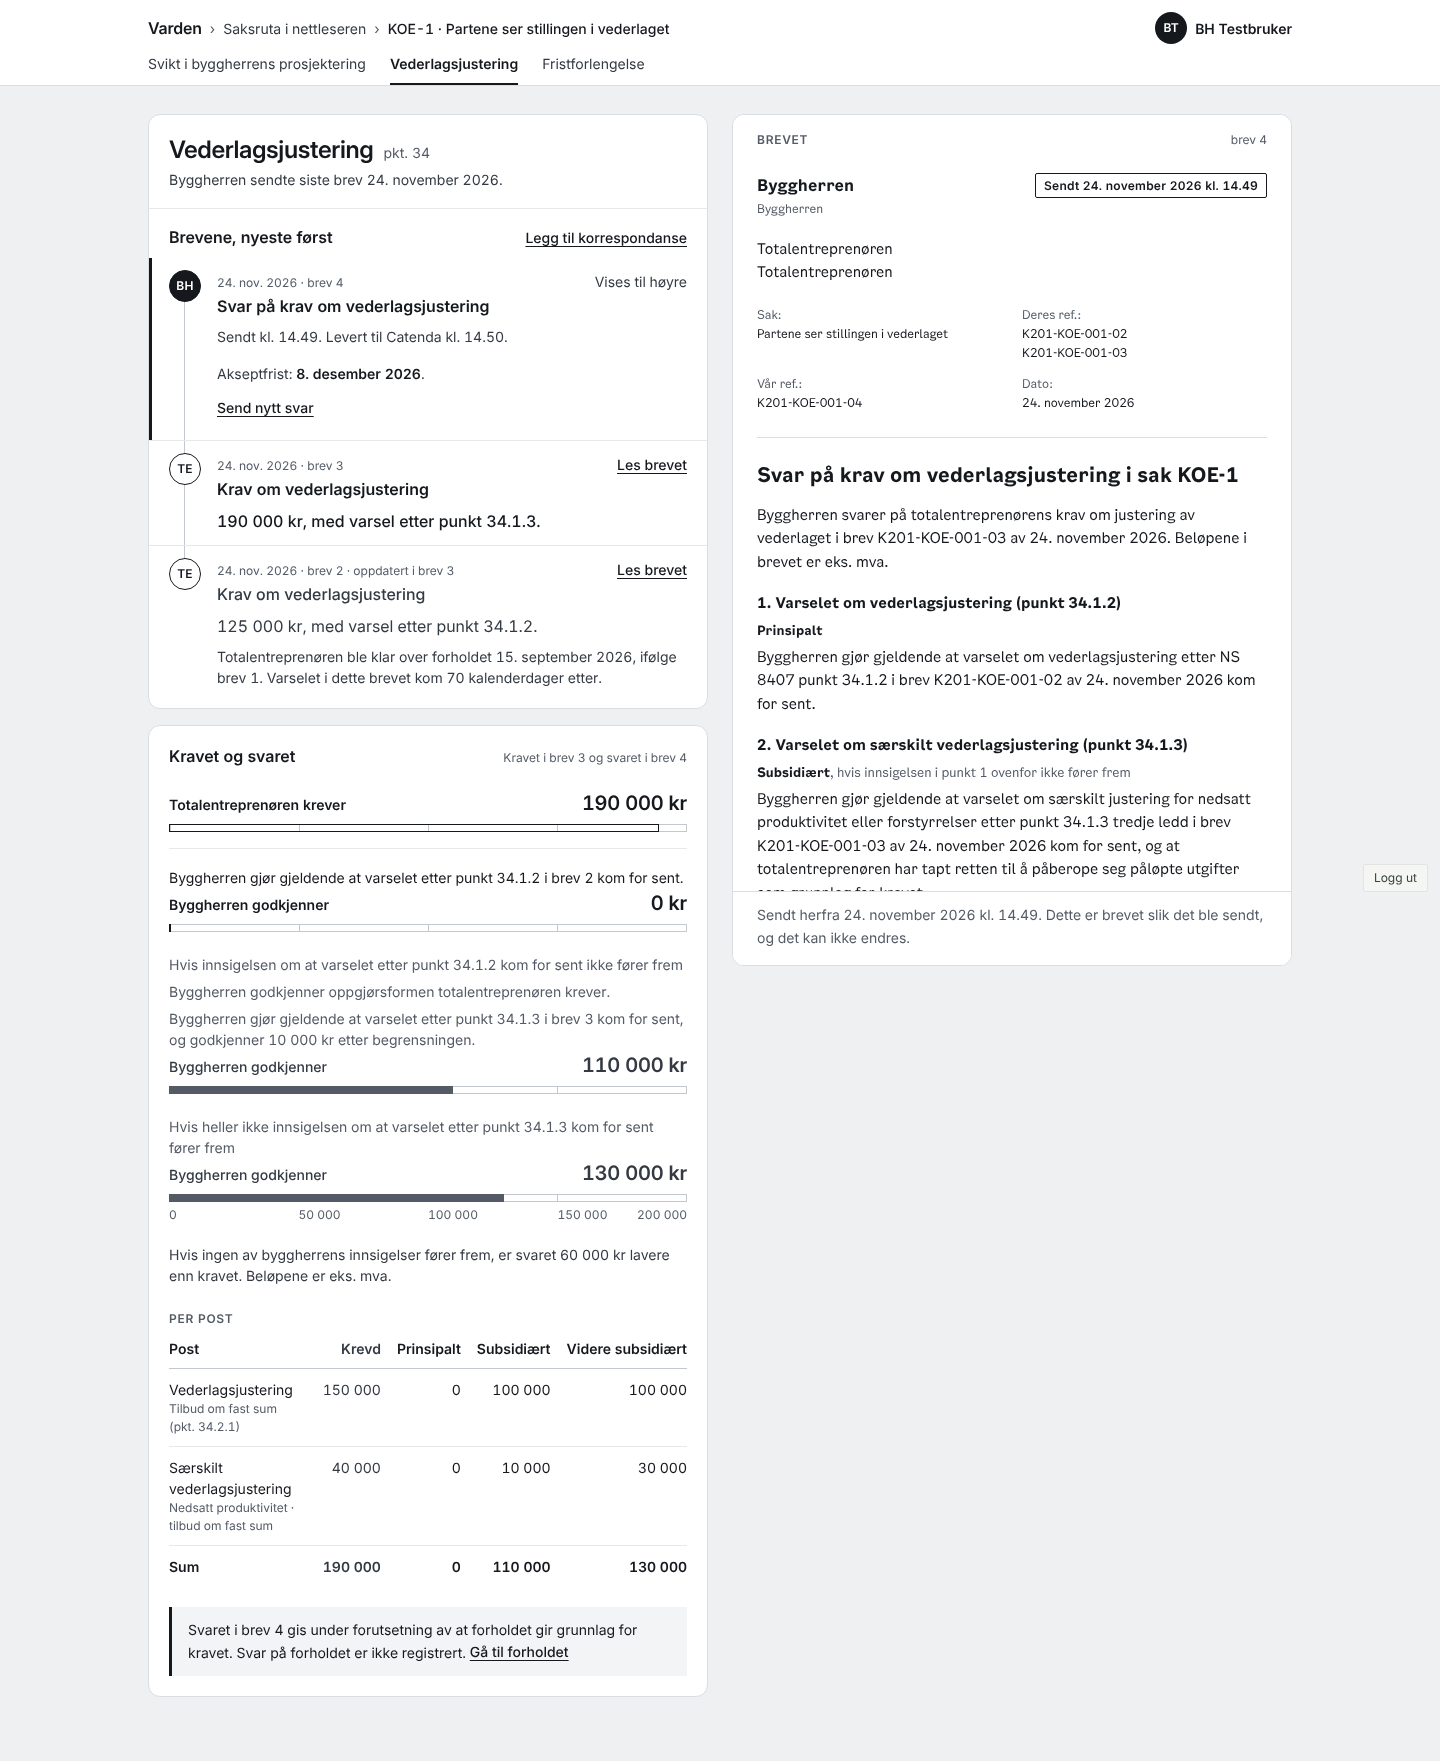 Varden › Saksruta i nettleseren › KOE-1 · Partene ser stillingen i vederlaget
BT BH Testbruker
Svikt i byggherrens prosjektering Vederlagsjustering Fristforlengelse
Vederlagsjustering pkt. 34
Byggherren sendte siste brev 24. november 2026.
Brevene, nyeste først Legg til korrespondanse
BH 24. nov. 2026 · brev 4 Vises til høyre
Svar på krav om vederlagsjustering
Sendt kl. 14.49. Levert til Catenda kl. 14.50.
Akseptfrist: 8. desember 2026.
Send nytt svar
TE 24. nov. 2026 · brev 3 Les brevet
Krav om vederlagsjustering
190 000 kr, med varsel etter punkt 34.1.3.
TE 24. nov. 2026 · brev 2 · oppdatert i brev 3 Les brevet
Krav om vederlagsjustering
125 000 kr, med varsel etter punkt 34.1.2.
Totalentreprenøren ble klar over forholdet 15. september 2026, ifølge
brev 1. Varselet i dette brevet kom 70 kalenderdager etter.
Kravet og svaret Kravet i brev 3 og svaret i brev 4
Totalentreprenøren krever 190 000 kr
Byggherren gjør gjeldende at varselet etter punkt 34.1.2 i brev 2 kom for sent.
Byggherren godkjenner 0 kr
Hvis innsigelsen om at varselet etter punkt 34.1.2 kom for sent ikke fører frem
Byggherren godkjenner oppgjørsformen totalentreprenøren krever.
Byggherren gjør gjeldende at varselet etter punkt 34.1.3 i brev 3 kom for sent,
og godkjenner 10 000 kr etter begrensningen.
Byggherren godkjenner 110 000 kr
Hvis heller ikke innsigelsen om at varselet etter punkt 34.1.3 kom for sent
fører frem
Byggherren godkjenner 130 000 kr
0 50 000 100 000 150 000 200 000
Hvis ingen av byggherrens innsigelser fører frem, er svaret 60 000 kr lavere
enn kravet. Beløpene er eks. mva.
PER POST
Post Krevd Prinsipalt Subsidiært Videre subsidiært
Vederlagsjustering 150 000 0 100 000 100 000
Tilbud om fast sum
(pkt. 34.2.1)
Særskilt 40 000 0 10 000 30 000
vederlagsjustering
Nedsatt produktivitet ·
tilbud om fast sum
Sum 190 000 0 110 000 130 000
Svaret i brev 4 gis under forutsetning av at forholdet gir grunnlag for
kravet. Svar på forholdet er ikke registrert. Gå til forholdet
BREVET brev 4
Byggherren Sendt 24. november 2026 kl. 14.49
Byggherren
Totalentreprenøren
Totalentreprenøren
Sak: Deres ref.:
Partene ser stillingen i vederlaget K201-KOE-001-02
K201-KOE-001-03
Vår ref.: Dato:
K201-KOE-001-04 24. november 2026
Svar på krav om vederlagsjustering i sak KOE-1
Byggherren svarer på totalentreprenørens krav om justering av
vederlaget i brev K201-KOE-001-03 av 24. november 2026. Beløpene i
brevet er eks. mva.
1. Varselet om vederlagsjustering (punkt 34.1.2)
Prinsipalt
Byggherren gjør gjeldende at varselet om vederlagsjustering etter NS
8407 punkt 34.1.2 i brev K201-KOE-001-02 av 24. november 2026 kom
for sent.
2. Varselet om særskilt vederlagsjustering (punkt 34.1.3)
Subsidiært, hvis innsigelsen i punkt 1 ovenfor ikke fører frem
Byggherren gjør gjeldende at varselet om særskilt justering for nedsatt
produktivitet eller forstyrrelser etter punkt 34.1.3 tredje ledd i brev
K201-KOE-001-03 av 24. november 2026 kom for sent, og at
totalentreprenøren har tapt retten til å påberope seg påløpte utgifter
Sendt herfra 24. november 2026 kl. 14.49. Dette er brevet slik det ble sendt,
og det kan ikke endres.
Logg ut